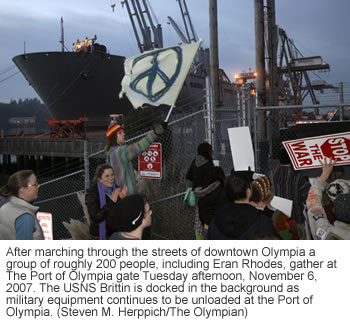 STOP
THE
WAR
After marching through the streets of downtown Olympia a
group of roughly 200 people, including Eran Rhodes, gather at
The Port of Olympia gate Tuesday afternoon, November 6,
2007. The USNS Brittin is docked in the background as
military equipment continues to be unloaded at the Port of
Olympia. (Steven M. Herppich/The Olympian)